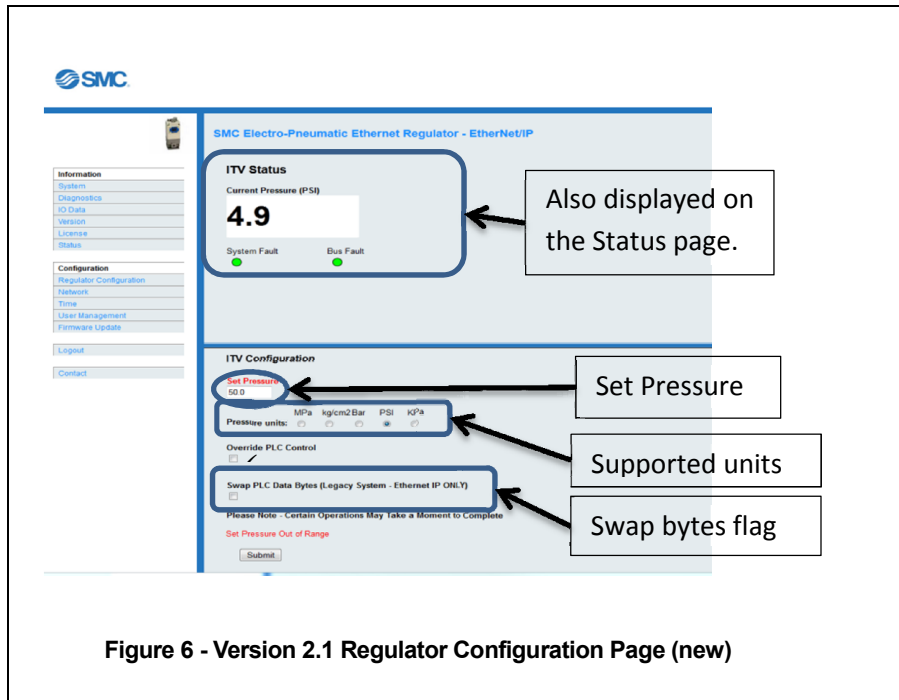 SMC
SMC Electro-Pneumatic Ethernet Regulator - EtherNet/IP
Information
System
Diagnostics
IO Data
Version
License
Status
Configuration
Regulator Configuration
Network
Time
User Management
Firmware Update
Logout
Contact
ITV Status
Current Pressure (PSI)
4.9
System Fault Bus Fault
Also displayed on
the Status page.
ITV Configuration
Set Pressure
50.0
MPa kg/cm2 Bar PSI KPa
Pressure units:
Override PLC Control
Swap PLC Data Bytes (Legacy System - Ethernet IP ONLY)
Please Note - Certain Operations May Take a Moment to Complete
Set Pressure Out of Range
Submit
Set Pressure
Supported units
Swap bytes flag
Figure 6 - Version 2.1 Regulator Configuration Page (new)